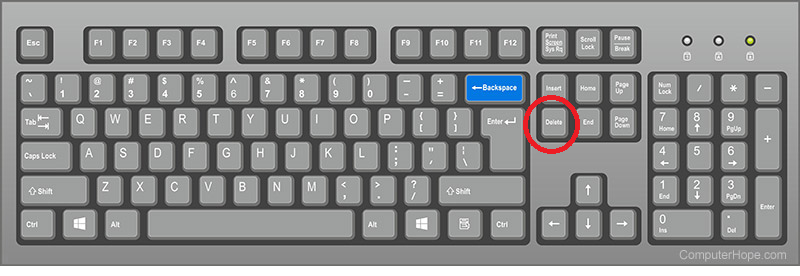 Esc F1 F2 F3 F4 F5 F6 F7 F8 F9 F10 F11 F12 Print Screen Sys Rq Scroll Lock Pause Break
~ ` ! 1 @ 2 # 3 $ 4 % 5 ^ 6 & 7 ( 8 ) 9 ) 0 _ - + = ←Backspace Insert Home Page Up Num Lock / * -
Tab Q W E R T Y U I O P { [ } ] Enter Delete End Page Down 7 Home 8 ↑ 9 PgUp +
Caps Lock A S D F G H J K L : ; " ' | \ 4 ← 5 6 →
⇧Shift Z X C V B N M < , > . ? / ⇧Shift ↑ 1 End 2 ↓ 3 PgDn Enter
Ctrl Alt Alt Ctrl ← ↓ → 0 Ins . Del
ComputerHope.com